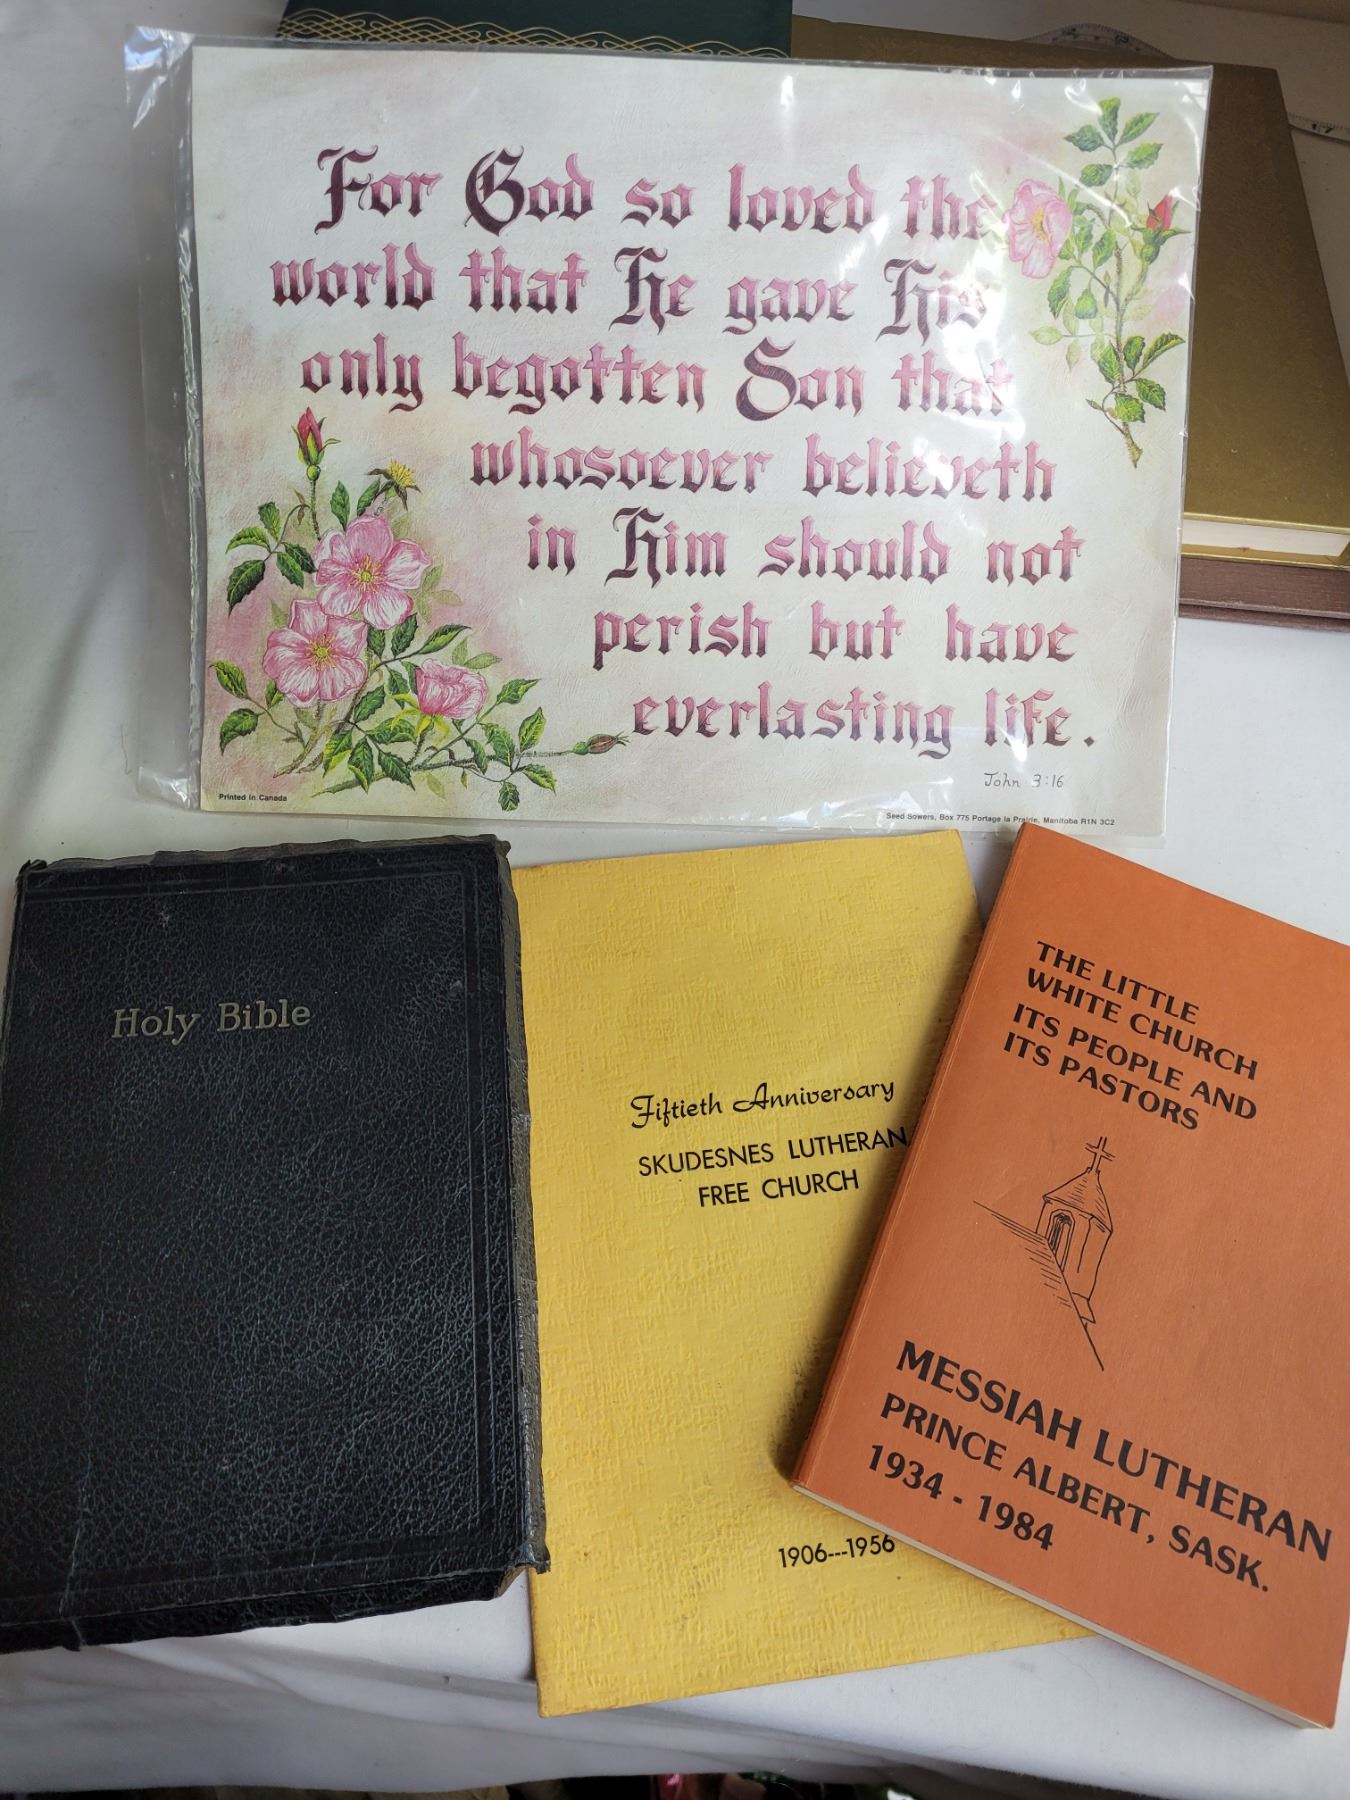 For God so loved the
world that He gave His
only begotten Son that
whosoever believeth
in Him should not
perish but have
everlasting life.
John 3:16
Printed in Canada
Seed Sowers, Box 775 Portage la Prairie, Manitoba R1N 3C2
Holy Bible
Fiftieth Anniversary
SKUDESNES LUTHERAN
FREE CHURCH
1906---1956
THE LITTLE
WHITE CHURCH
ITS PEOPLE AND
ITS PASTORS
MESSIAH LUTHERAN
PRINCE ALBERT, SASK.
1934 - 1984